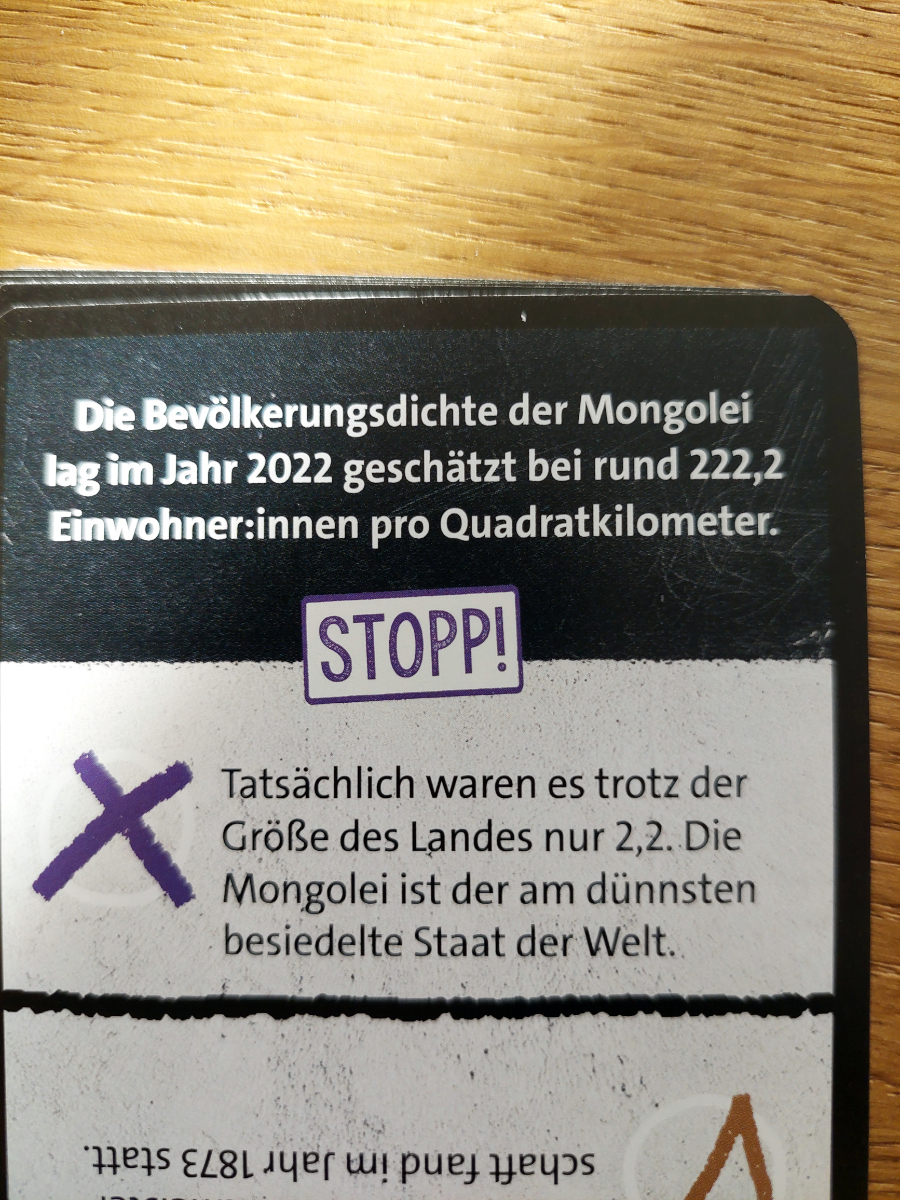 Die Bevölkerungsdichte der Mongolei
lag im Jahr 2022 geschätzt bei rund 222,2
Einwohner:innen pro Quadratkilometer.
STOPP!
Tatsächlich waren es trotz der
Größe des Landes nur 2,2. Die
Mongolei ist der am dünnsten
besiedelte Staat der Welt.
schaft fand im Jahr 1873 statt.